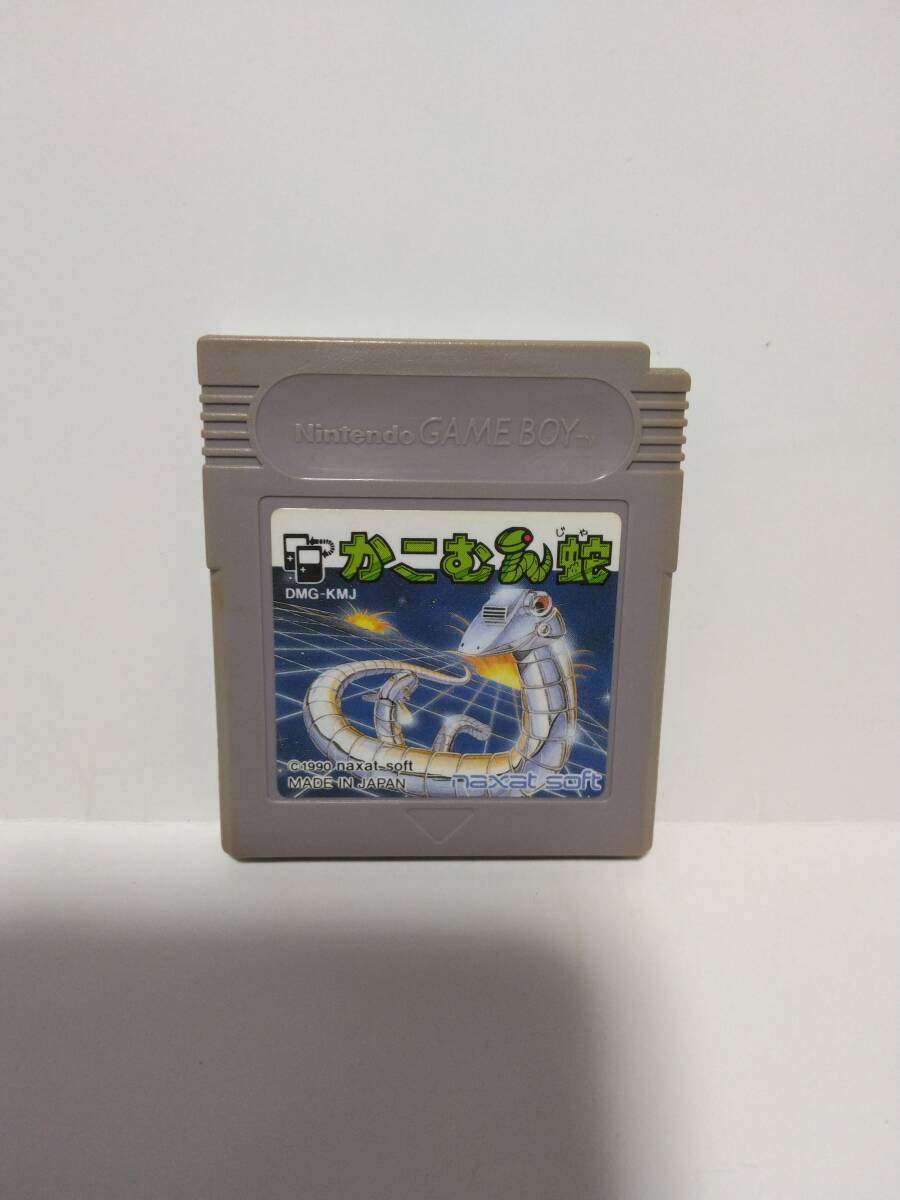 Nintendo GAME BOY TM
じゃ
かこむん蛇
DMG-KMJ
©1990 naxat soft
MADE IN JAPAN
naxat soft